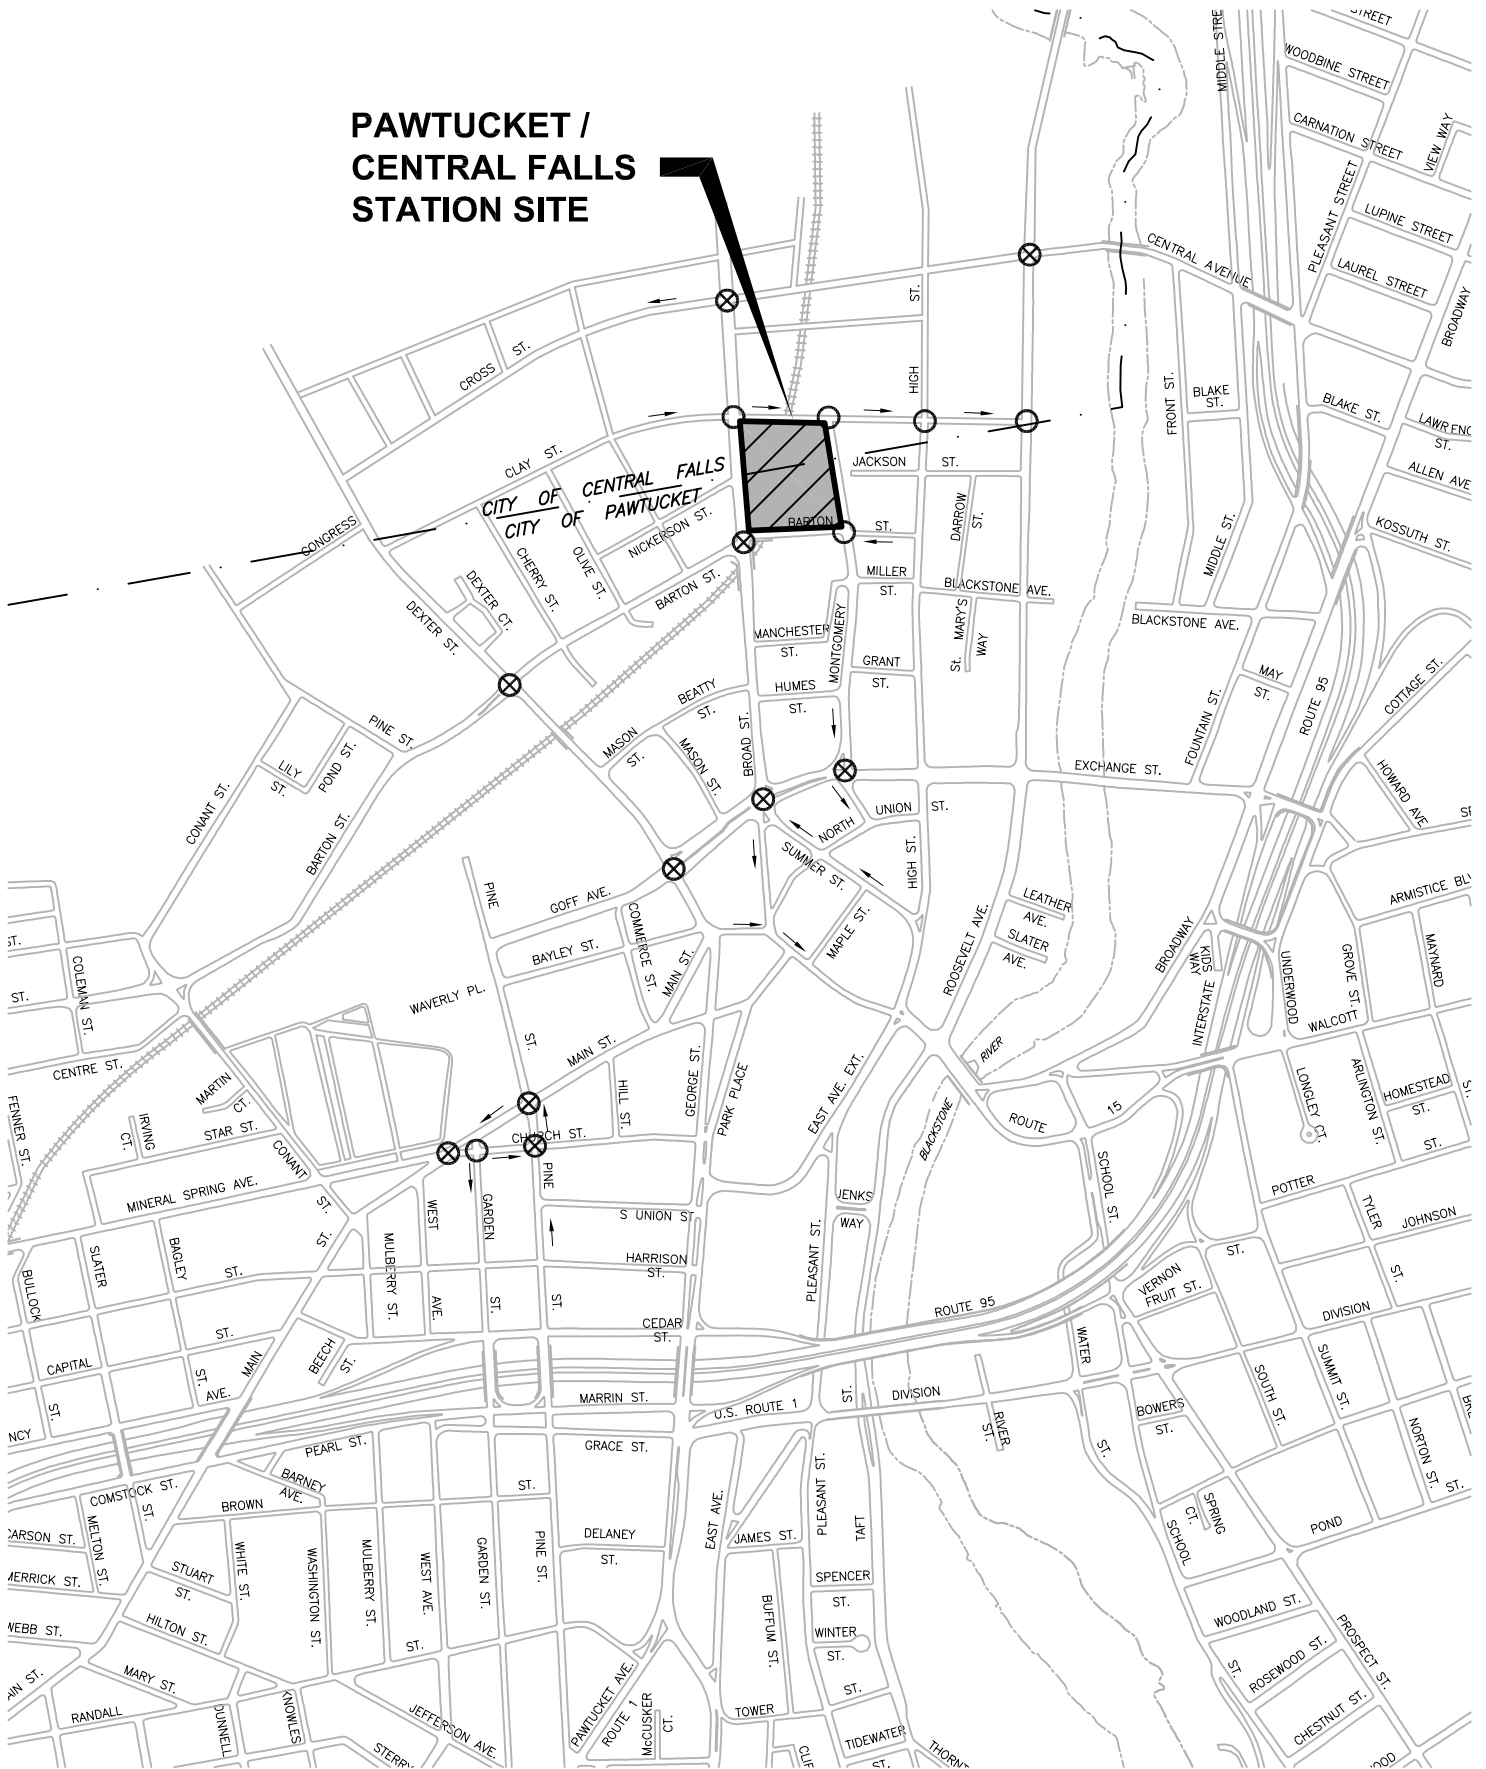 PAWTUCKET /
CENTRAL FALLS
STATION SITE
WOODBINE STREET
MIDDLE STRE
CARNATION STREET
VIEW WAY
PLEASANT STREET
LUPINE STREET
LAUREL STREET
BROADWAY
CENTRAL AVENUE
HIGH ST.
CROSS ST.
FRONT ST.
BLAKE
ST.
BLAKE ST.
ST.
ALLEN AVE
KOSSUTH ST.
CLAY ST.
CITY OF CENTRAL FALLS
CITY OF PAWTUCKET
JACKSON ST.
BARTON ST.
DARROW ST.
CONGRESS
NICKERSON ST.
OLIVE ST.
CHERRY ST.
DEXTER CT.
DEXTER ST.
BARTON ST.
MILLER
ST.
BLACKSTONE AVE.
MIDDLE ST.
BLACKSTONE AVE.
MANCHESTER
ST.
MONTGOMERY
St. MARY'S
WAY
GRANT
ST.
MAY
ST.
ROUTE 95
COTTAGE ST.
BEATTY
ST.
HUMES
ST.
MASON
ST.
MASON ST.
BROAD ST.
FOUNTAIN ST.
EXCHANGE ST.
HOWARD AVE
PINE ST.
LILY
ST.
POND ST.
CONANT ST.
BARTON ST.
UNION ST.
NORTH
SUMMER ST.
HIGH ST.
MAPLE ST.
GOFF AVE.
BAYLEY ST.
COMMERCE ST.
MAIN ST.
PINE ST.
WAVERLY PL.
LEATHER
AVE.
SLATER
AVE.
ROOSEVELT AVE.
BROADWAY
KIDS
WAY
INTERSTATE
UNDERWOOD
GROVE ST.
MAYNARD
WALCOTT
ST.
ST.
COLEMAN ST.
CENTRE ST.
MARTIN
CT.
STAR ST.
IRVING
CT.
FENNER ST.
CONANT ST.
MINERAL SPRING AVE.
MAIN ST.
HILL ST.
GEORGE ST.
PARK PLACE
EAST AVE. EXT.
CHURCH ST.
RIVER
BLACKSTONE
ROUTE 15
LONGLEY CT.
ARLINGTON ST.
HOMESTEAD
ST.
ST.
POTTER ST.
TYLER ST.
JOHNSON
SCHOOL ST.
JENKS
WAY
PLEASANT ST.
S UNION ST
HARRISON
ST.
CEDAR
ST.
PINE ST.
GARDEN ST.
WEST AVE.
MULBERRY ST.
SLATER
BAGLEY ST.
ST.
BULLOCK
CAPITAL ST.
AVE.
MAIN ST.
BEECH
ST.
ROUTE 95
VERNON
FRUIT ST.
ST.
DIVISION
WATER
SUMMIT ST.
SOUTH ST.
NORTON ST.
MARRIN ST.
U.S. ROUTE 1
DIVISION
RIVER
ST.
BOWERS
ST.
GRACE ST.
PEARL ST.
BARNEY
AVE.
COMSTOCK ST.
BROWN ST.
MELTON ST.
ST.
WHITE ST.
WASHINGTON ST.
MULBERRY ST.
WEST AVE.
GARDEN ST.
PINE ST.
DELANEY
ST.
EAST AVE.
JAMES ST.
PLEASANT ST.
TAFT ST.
SCHOOL ST.
SPRING
CT.
POND ST.
STUART
ST.
HILTON ST.
MARY ST.
RANDALL
DUNNELL
KNOWLES
STERRY
JEFFERSON AVE.
ST.
PAWTUCKET AVE.
ROUTE 1
McCUSKER
CT.
BUFFUM ST.
SPENCER
ST.
WINTER
ST.
TOWER ST.
TIDEWATER
ST.
WOODLAND ST.
ROSEWOOD ST.
CHESTNUT ST.
PROSPECT ST.
ST.